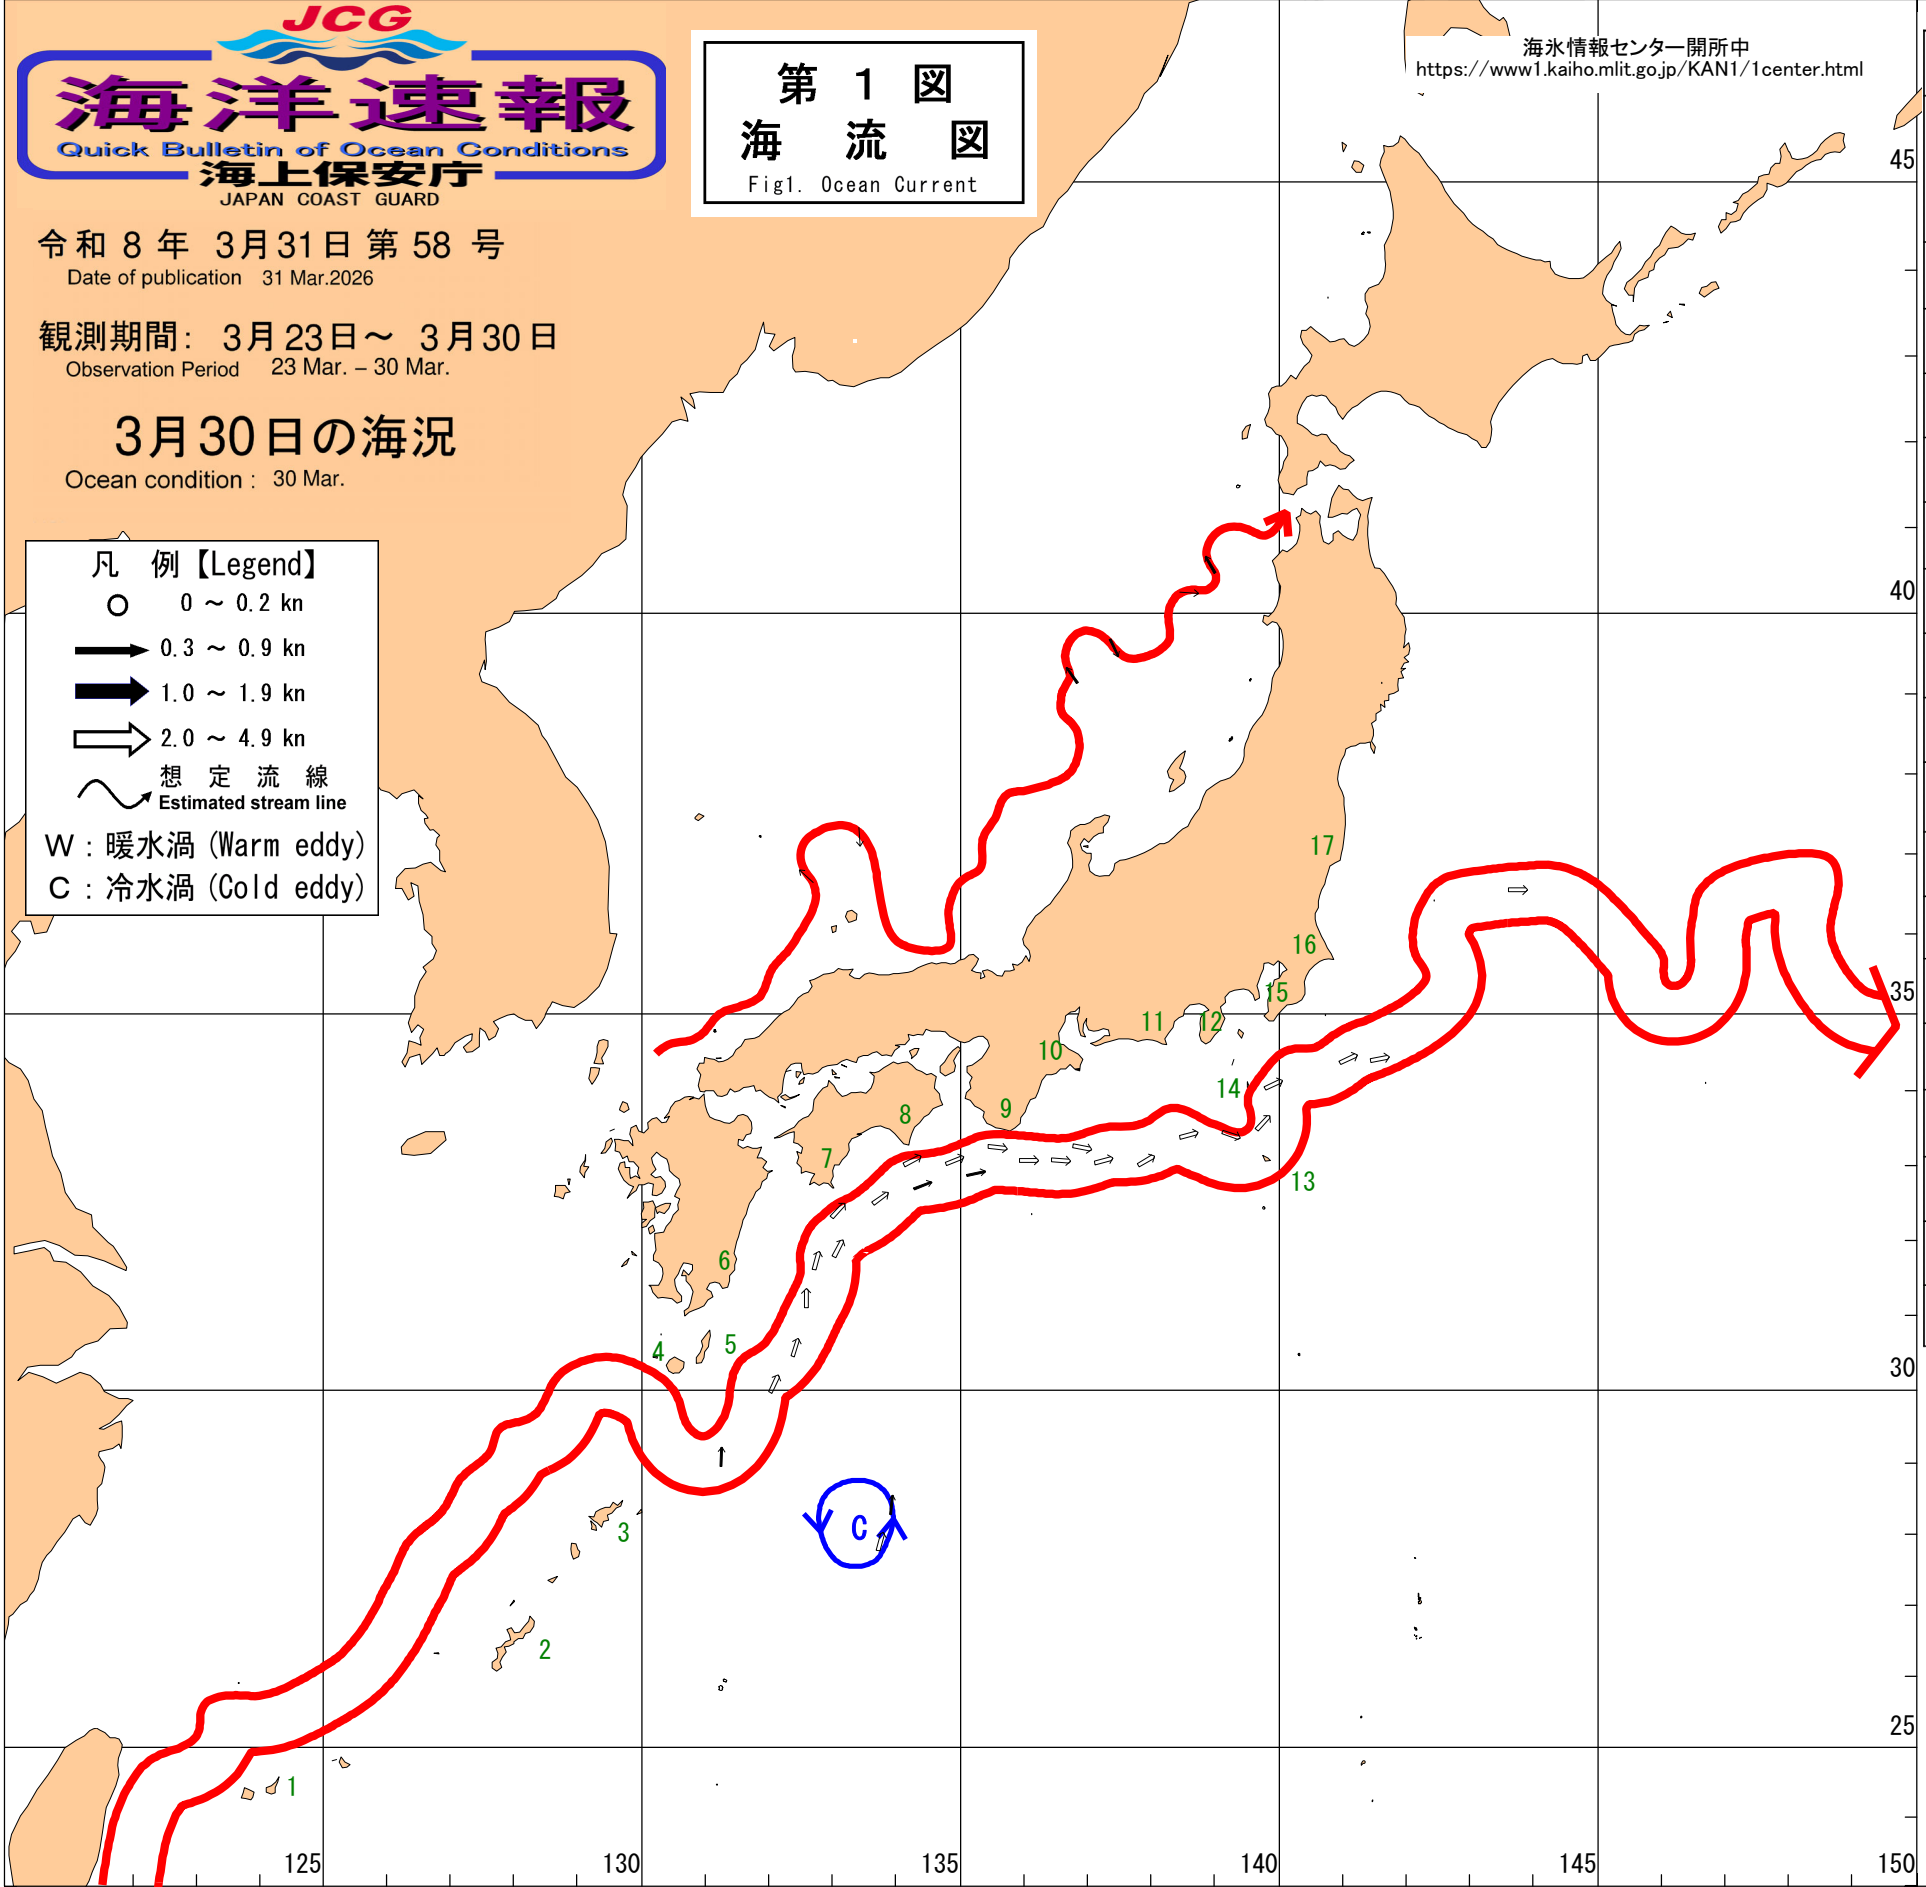 JCG
海洋速報
Quick Bulletin of Ocean Conditions
海上保安庁
JAPAN COAST GUARD
令和 8 年 3月31日 第 58 号
Date of publication 31 Mar.2026
観測期間: 3月23日～ 3月30日
Observation Period 23 Mar. – 30 Mar.
3月30日の海況
Ocean condition : 30 Mar.
第 1 図
海 流 図
Fig1. Ocean Current
海氷情報センター開所中
https://www1.kaiho.mlit.go.jp/KAN1/1center.html
凡 例【Legend】
0 ～ 0.2 kn
0.3 ～ 0.9 kn
1.0 ～ 1.9 kn
2.0 ～ 4.9 kn
想 定 流 線
Estimated stream line
W : 暖水渦 (Warm eddy)
C : 冷水渦 (Cold eddy)
45
40
35
30
25
17
16
15
12
11
10
14
9
8
7
13
6
5
4
3
C
2
1
125
130
135
140
145
150